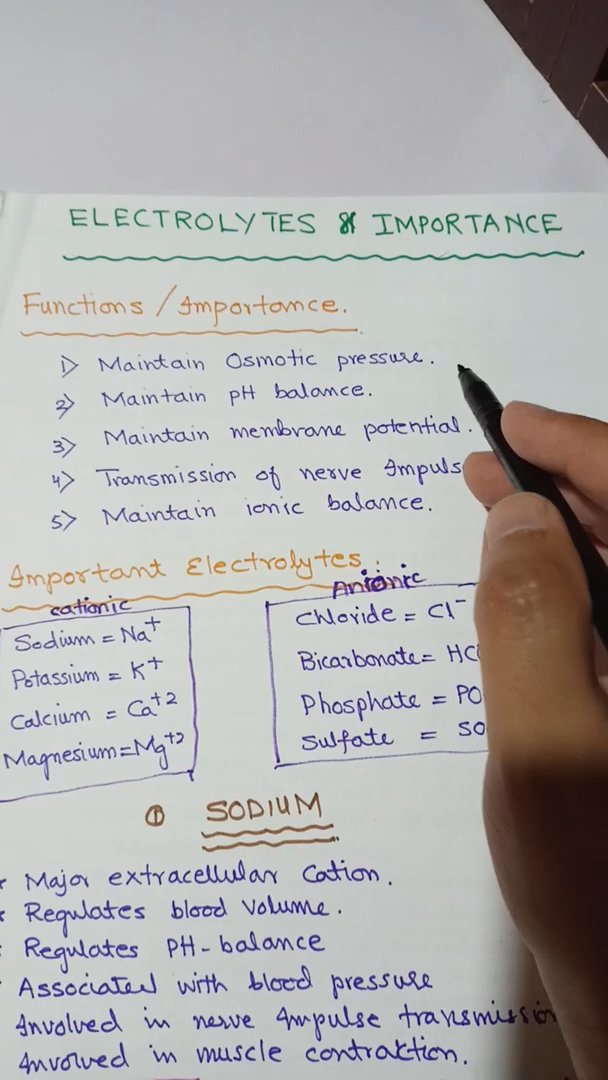 ELECTROLYTES & IMPORTANCE
Functions / Importance.
1) Maintain Osmotic pressure.
2) Maintain pH balance.
3) Maintain membrane potential.
4) Transmission of nerve Impuls
5) Maintain ionic balance.
Important Electrolytes :
cationic
Sodium = Na+
Potassium = K+
Calcium = Ca+2
Magnesium = Mg+2
Anionic
Chloride = Cl-
Bicarbonate = HC
Phosphate = PO
Sulfate = SO
① SODIUM
Major extracellular Cation.
Regulates blood Volume.
Regulates PH-balance
Associated with blood pressure
Involved in nerve Impulse transmission
Involved in muscle contraction.